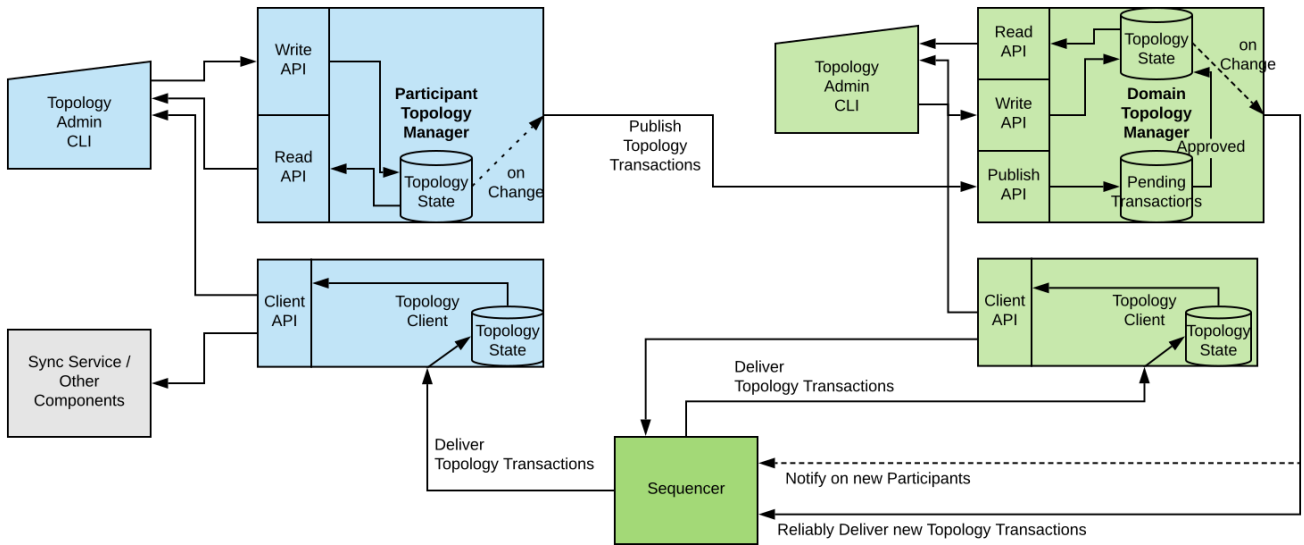 Topology
Admin
CLI
Write
API
Read
API
Participant
Topology
Manager
Topology
State
on
Change
Publish
Topology
Transactions
Topology
Admin
CLI
Read
API
Write
API
Publish
API
Topology
State
on
Change
Domain
Topology
Manager
Approved
Pending
Transactions
Client
API
Topology
Client
Topology
State
Sync Service /
Other
Components
Client
API
Topology
Client
Topology
State
Deliver
Topology Transactions
Deliver
Topology Transactions
Sequencer
Notify on new Participants
Reliably Deliver new Topology Transactions